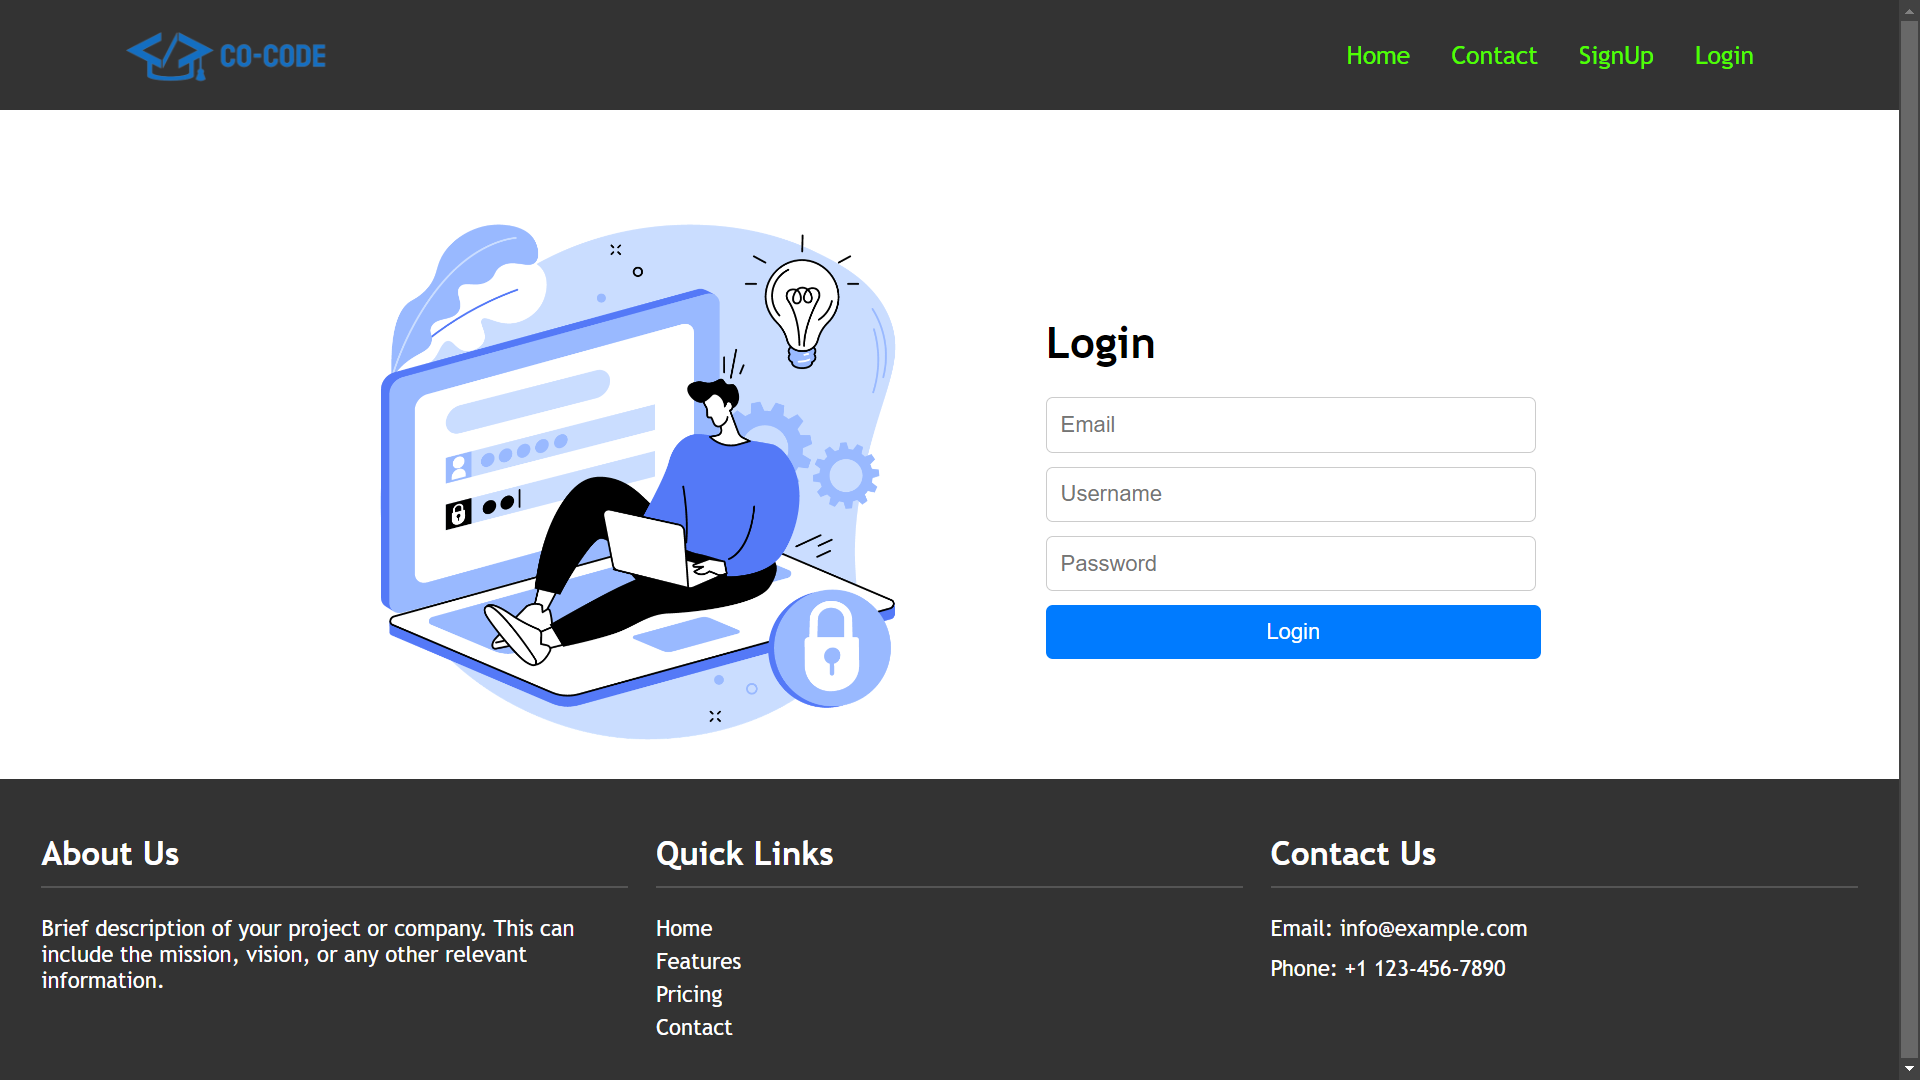 CO-CODE
Home Contact SignUp Login
Login
Email
Username
Password
Login
About Us
Brief description of your project or company. This can
include the mission, vision, or any other relevant
information.
Quick Links
Home
Features
Pricing
Contact
Contact Us
Email: info@example.com
Phone: +1 123-456-7890